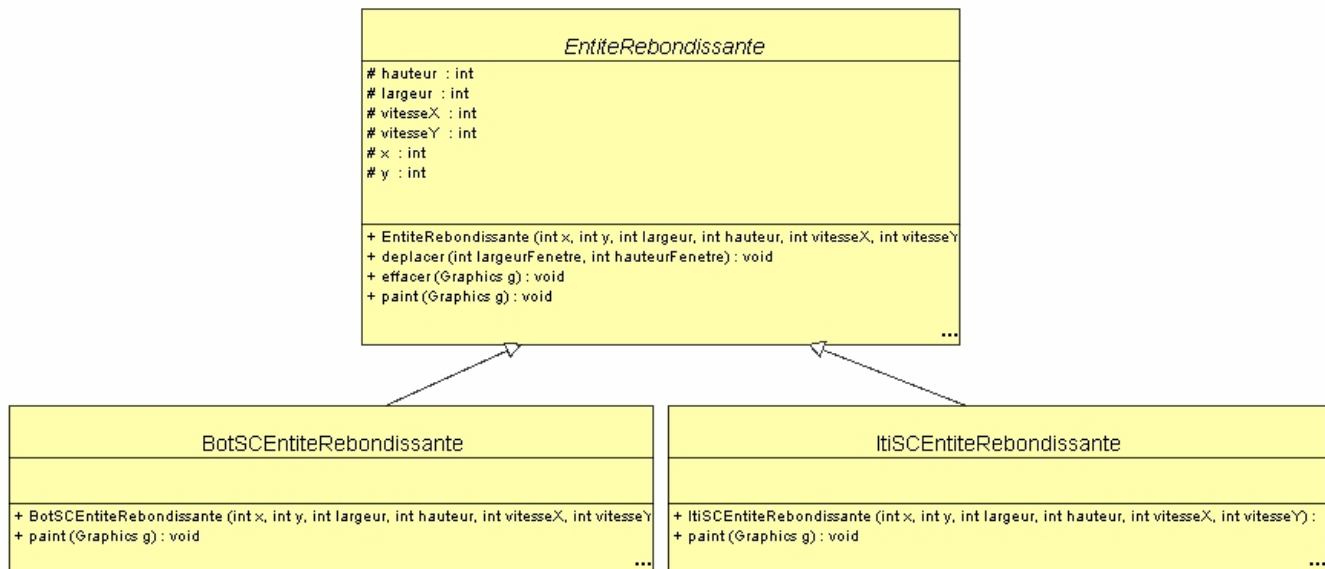 EntiteRebondissante
# hauteur : int
# largeur : int
# vitesseX : int
# vitesseY : int
# x : int
# y : int
+ EntiteRebondissante (int x, int y, int largeur, int hauteur, int vitesseX, int vitesseY
+ deplacer (int largeurFenetre, int hauteurFenetre) : void
+ effacer (Graphics g) : void
+ paint (Graphics g) : void
...
BotSCEntiteRebondissante
+ BotSCEntiteRebondissante (int x, int y, int largeur, int hauteur, int vitesseX, int vitesseY
+ paint (Graphics g) : void
...
ItiSCEntiteRebondissante
+ ItiSCEntiteRebondissante (int x, int y, int largeur, int hauteur, int vitesseX, int vitesseY) :
+ paint (Graphics g) : void
...